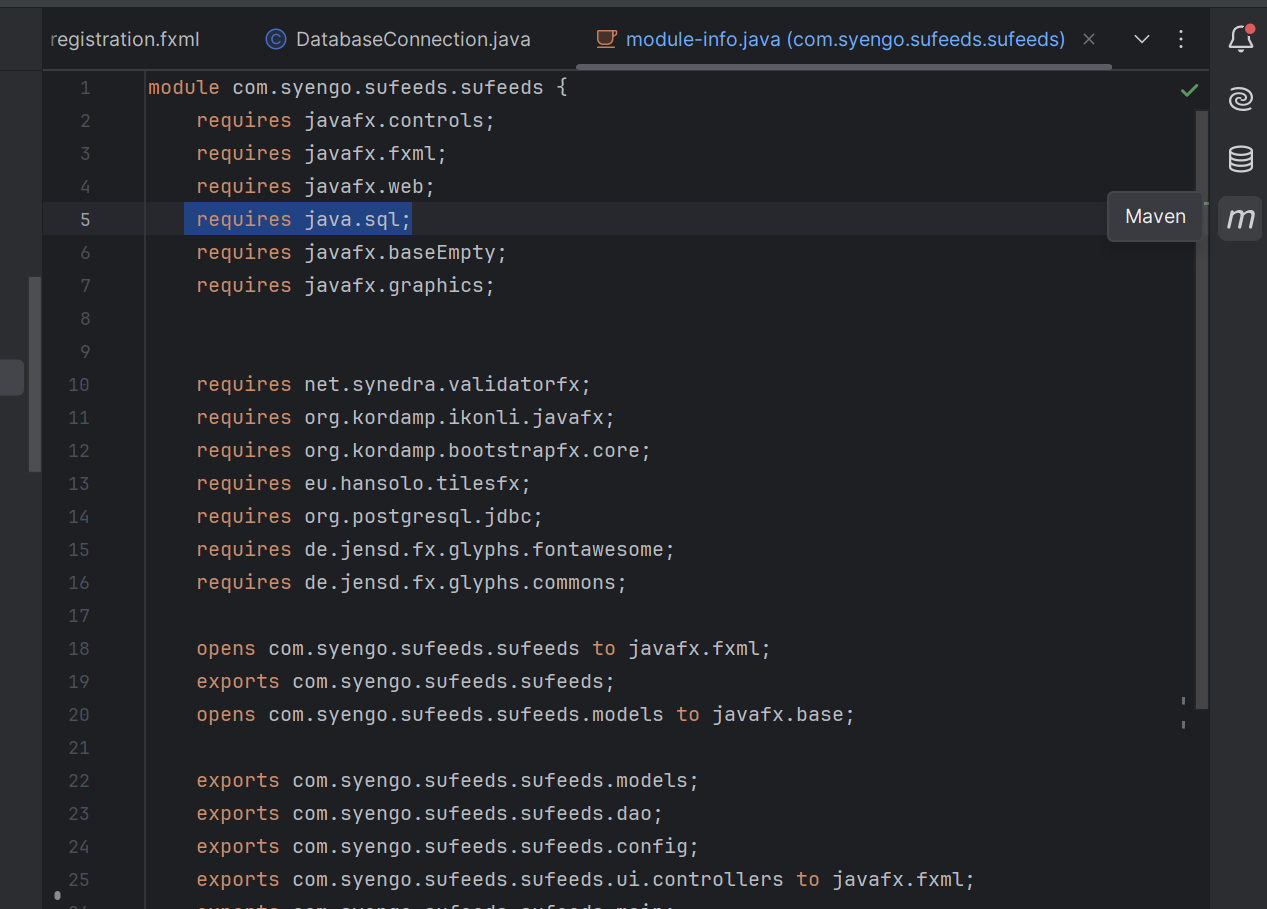 registration.fxml
DatabaseConnection.java
module-info.java (com.syengo.sufeeds.sufeeds)
1 module com.syengo.sufeeds.sufeeds {
2 requires javafx.controls;
3 requires javafx.fxml;
4 requires javafx.web;
5 requires java.sql;
Maven
6 requires javafx.baseEmpty;
7 requires javafx.graphics;
8
9
10 requires net.synedra.validatorfx;
11 requires org.kordamp.ikonli.javafx;
12 requires org.kordamp.bootstrapfx.core;
13 requires eu.hansolo.tilesfx;
14 requires org.postgresql.jdbc;
15 requires de.jensd.fx.glyphs.fontawesome;
16 requires de.jensd.fx.glyphs.commons;
17
18 opens com.syengo.sufeeds.sufeeds to javafx.fxml;
19 exports com.syengo.sufeeds.sufeeds;
20 opens com.syengo.sufeeds.sufeeds.models to javafx.base;
21
22 exports com.syengo.sufeeds.sufeeds.models;
23 exports com.syengo.sufeeds.sufeeds.dao;
24 exports com.syengo.sufeeds.sufeeds.config;
25 exports com.syengo.sufeeds.sufeeds.ui.controllers to javafx.fxml;